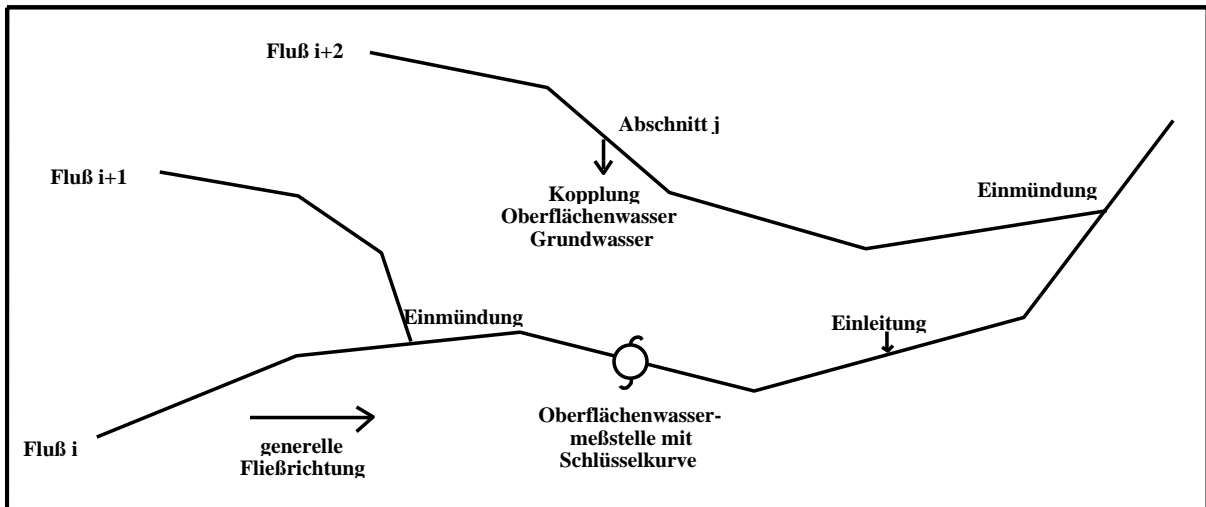 Fluß i+2
Abschnitt j
Fluß i+1
Kopplung
Oberflächenwasser
Grundwasser
Einmündung
Einmündung
Einleitung
Oberflächenwasser-
meßstelle mit
Schlüsselkurve
Fluß i
generelle
Fließrichtung